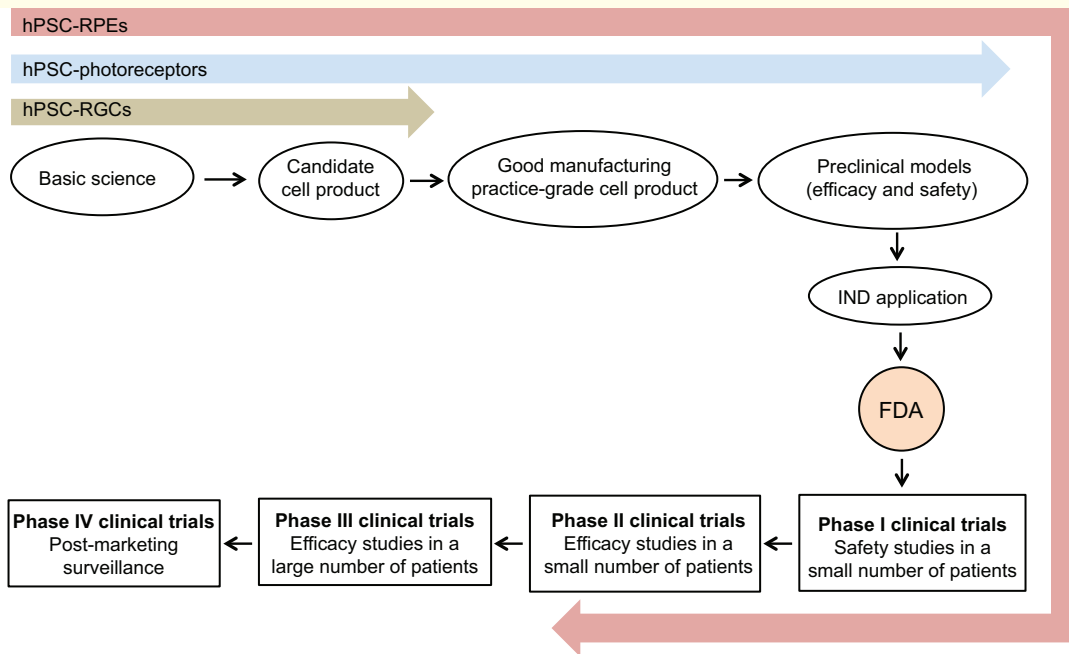 hPSC-RPEs
hPSC-photoreceptors
hPSC-RGCs
Basic science
Candidate
cell product
Good manufacturing
practice-grade cell product
Preclinical models
(efficacy and safety)
IND application
FDA
Phase IV clinical trials
Post-marketing
surveillance
Phase III clinical trials
Efficacy studies in a
large number of patients
Phase II clinical trials
Efficacy studies in a
small number of patients
Phase I clinical trials
Safety studies in a
small number of patients